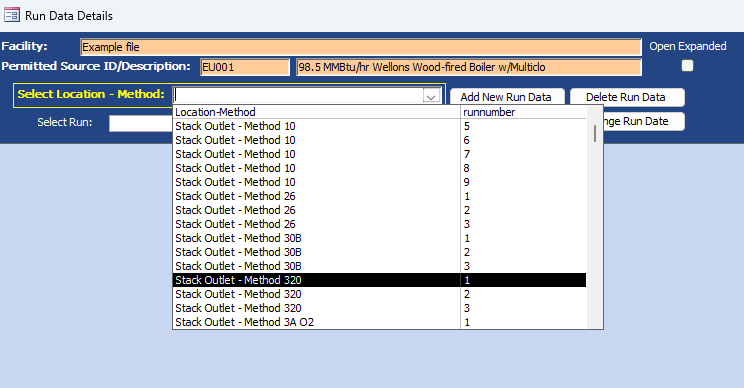 Run Data Details
Facility: Example file Open Expanded
Permitted Source ID/Description: EU001 98.5 MMBtu/hr Wellons Wood-fired Boiler w/Multiclo
Select Location - Method: Add New Run Data Delete Run Data
Select Run: nge Run Date
Location-Method runnumber
Stack Outlet - Method 10 5
Stack Outlet - Method 10 6
Stack Outlet - Method 10 7
Stack Outlet - Method 10 8
Stack Outlet - Method 10 9
Stack Outlet - Method 26 1
Stack Outlet - Method 26 2
Stack Outlet - Method 26 3
Stack Outlet - Method 30B 1
Stack Outlet - Method 30B 2
Stack Outlet - Method 30B 3
Stack Outlet - Method 320 1
Stack Outlet - Method 320 2
Stack Outlet - Method 320 3
Stack Outlet - Method 3A O2 1